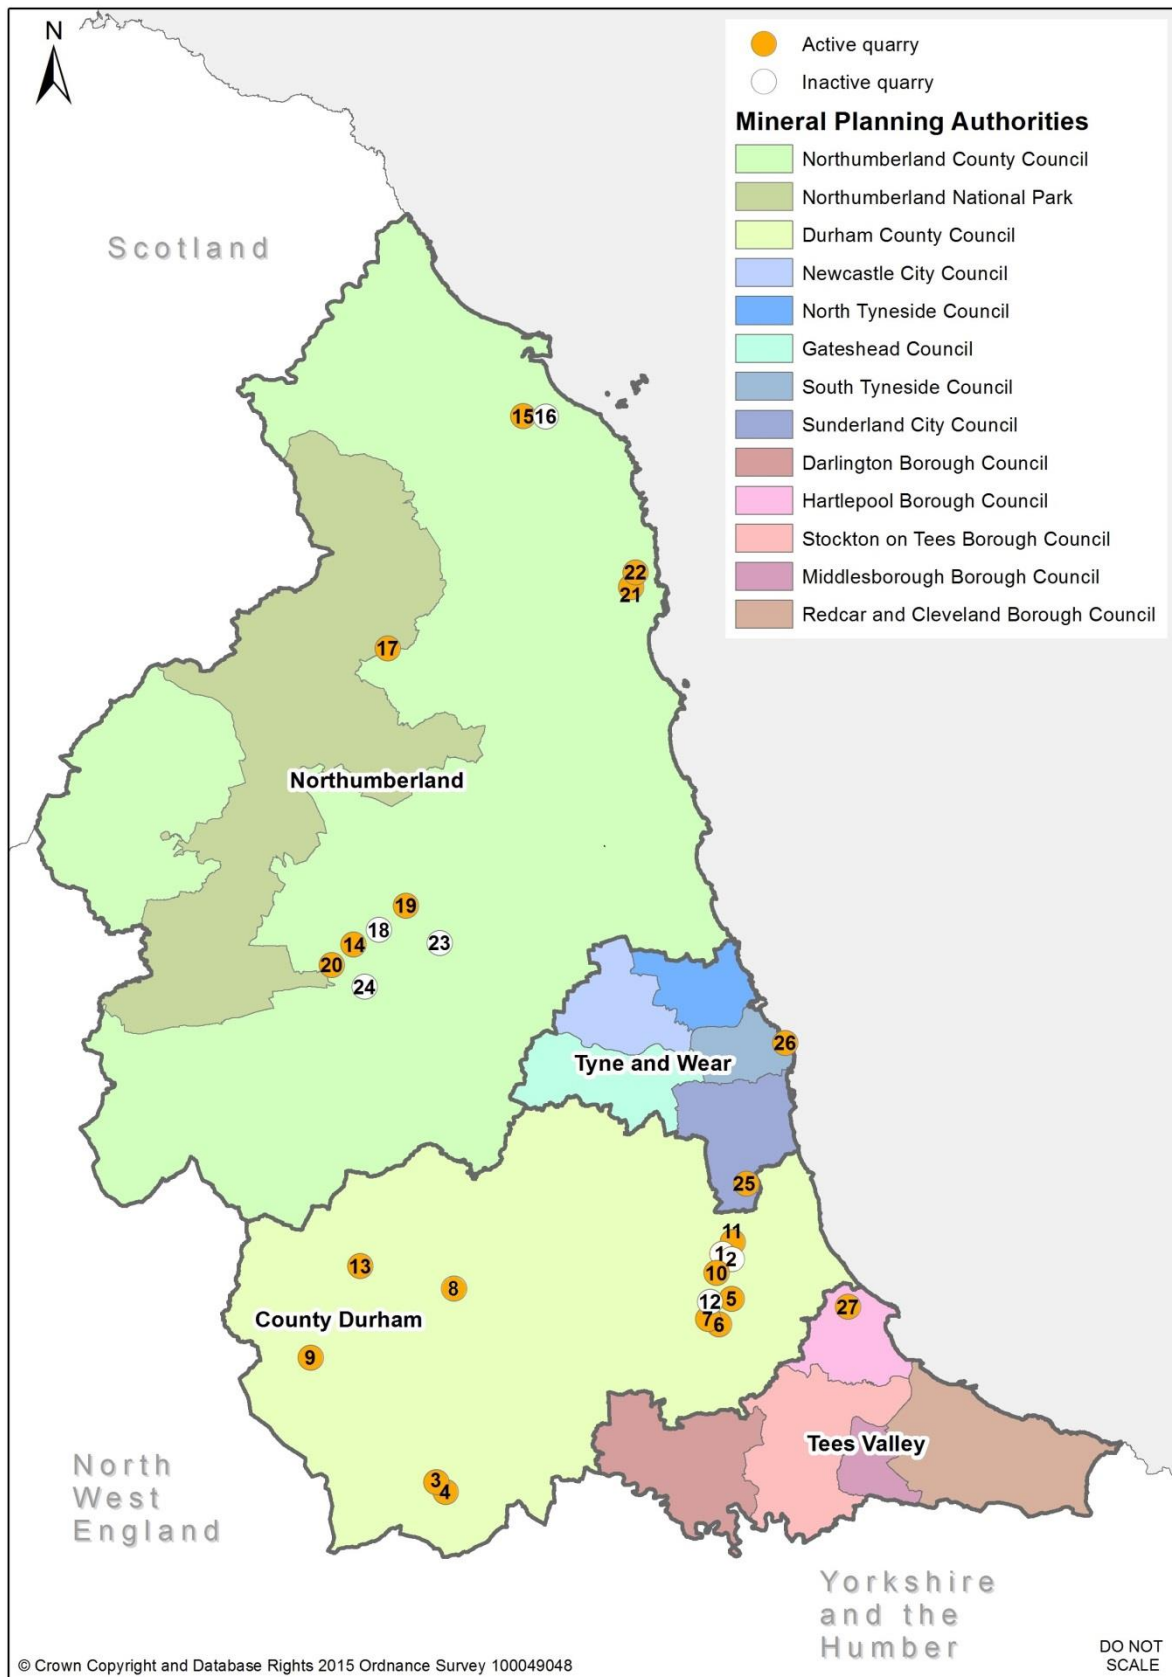 N
Active quarry
Inactive quarry
Mineral Planning Authorities
Northumberland County Council
Northumberland National Park
Durham County Council
Newcastle City Council
North Tyneside Council
Gateshead Council
South Tyneside Council
Sunderland City Council
Darlington Borough Council
Hartlepool Borough Council
Stockton on Tees Borough Council
Middlesborough Borough Council
Redcar and Cleveland Borough Council
Scotland
15
16
22
21
17
Northumberland
19
18
23
14
20
24
26
Tyne and Wear
25
11
1
2
13
10
8
12
5
27
County Durham
7
6
9
Tees Valley
3
4
North
West
England
Yorkshire
and the
Humber
DO NOT
SCALE
© Crown Copyright and Database Rights 2015 Ordnance Survey 100049048